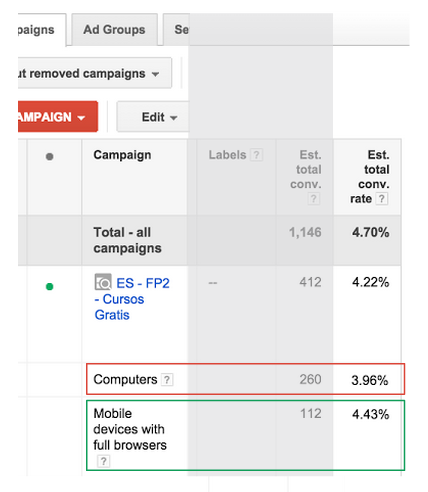 paigns
Ad Groups
Se
ut removed campaigns
AMPAIGN
Edit
Campaign
Labels ?
Est.
total
conv.
?
Est.
total
conv.
rate ?
Total - all
campaigns
1,146
4.70%
ES - FP2
- Cursos
Gratis
--
412
4.22%
Computers ?
260
3.96%
Mobile
devices with
full browsers
?
112
4.43%